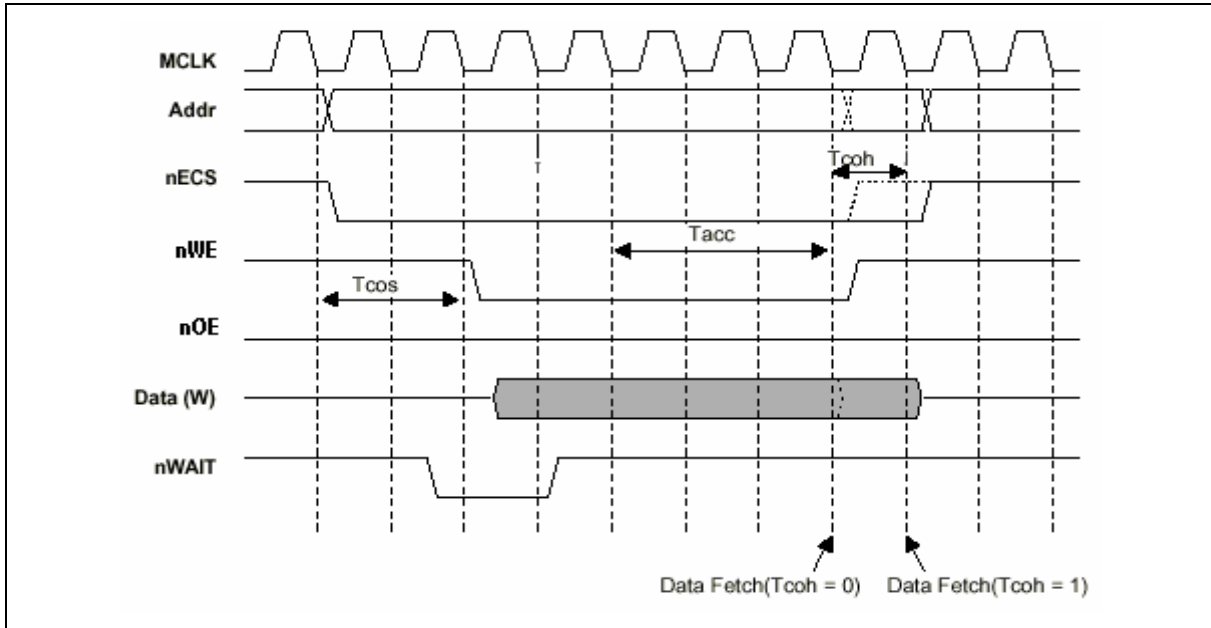 MCLK
Addr
T
Tcoh
nECS
Tacc
nWE
Tcos
nOE
Data (W)
nWAIT
Data Fetch(Tcoh = 0)
Data Fetch(Tcoh = 1)